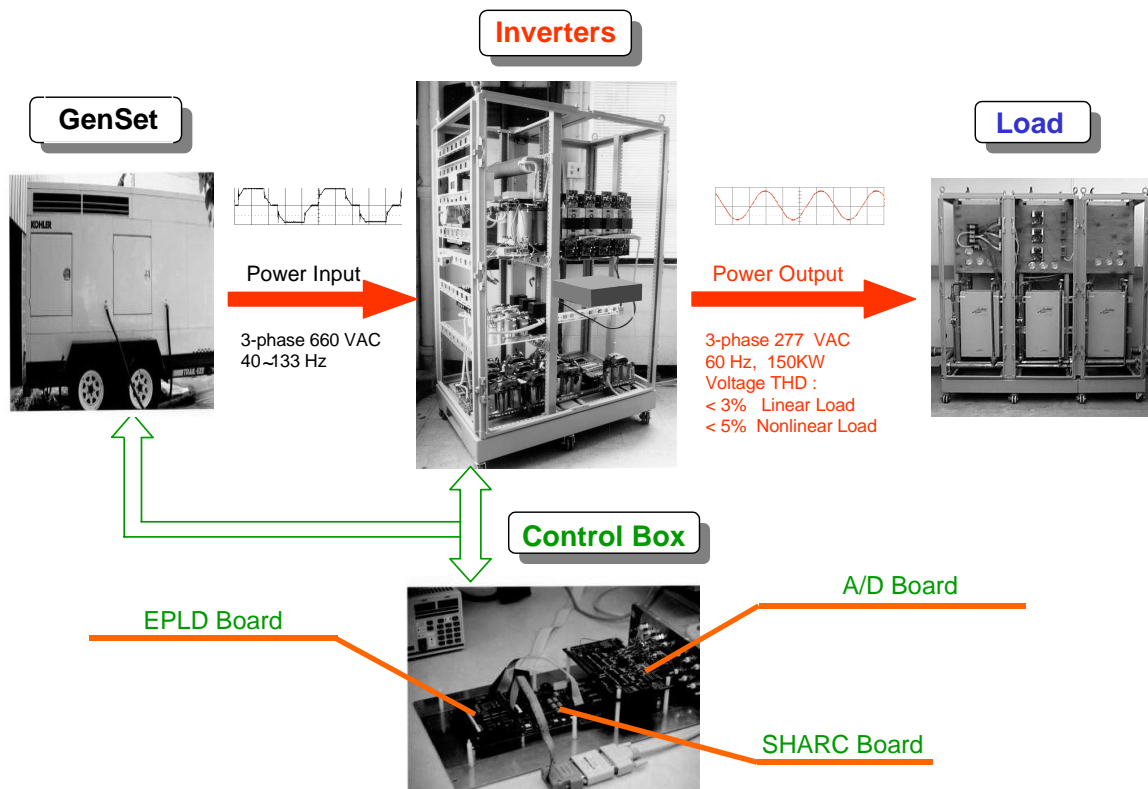 Inverters
GenSet
Load
KOHLER
Power Input
3-phase 660 VAC
40~133 Hz
Power Output
3-phase 277 VAC
60 Hz, 150KW
Voltage THD :
< 3% Linear Load
< 5% Nonlinear Load
Control Box
A/D Board
EPLD Board
SHARC Board